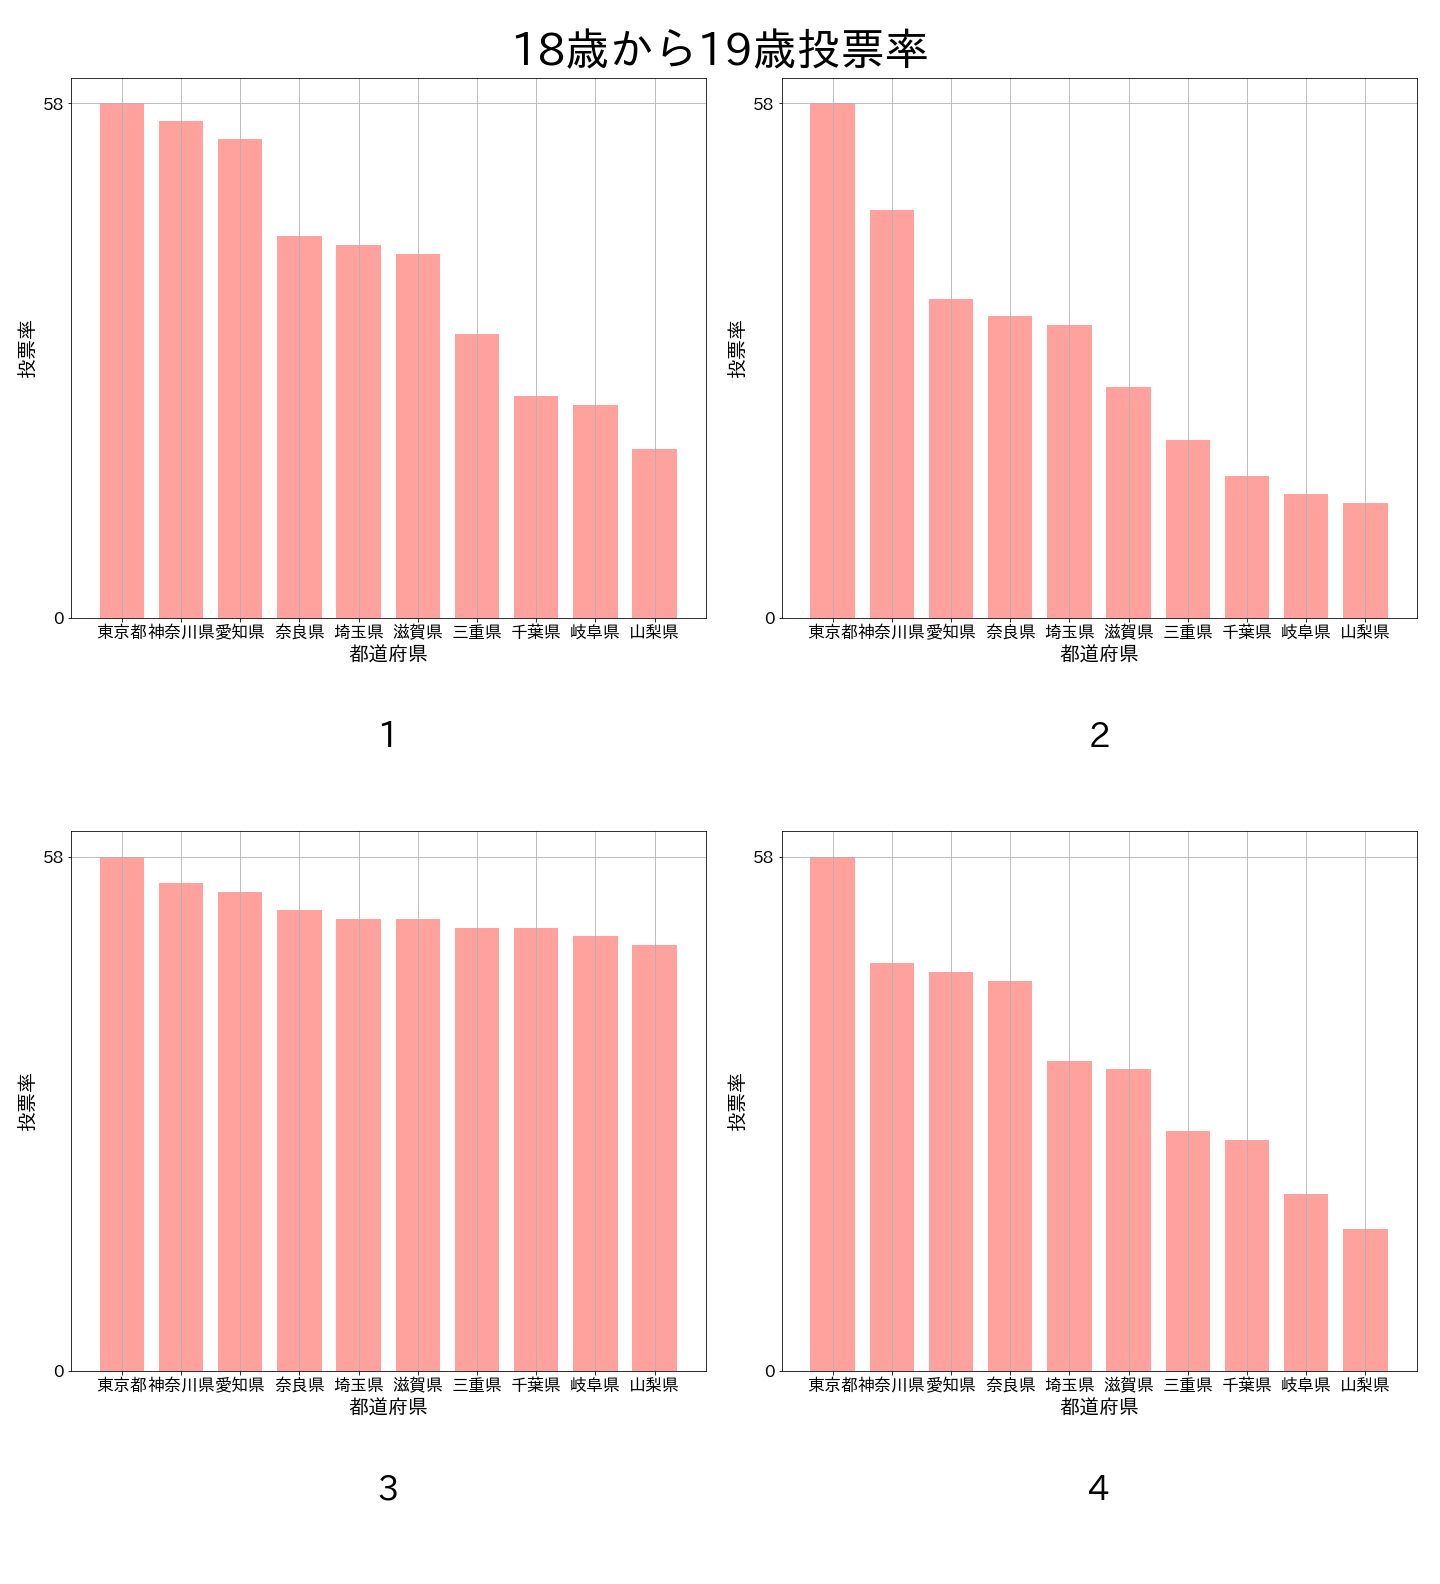 18歳から19歳投票率
58
0
投票率
東京都 神奈川県 愛知県 奈良県 埼玉県 滋賀県 三重県 千葉県 岐阜県 山梨県
都道府県
1
58
0
投票率
東京都 神奈川県 愛知県 奈良県 埼玉県 滋賀県 三重県 千葉県 岐阜県 山梨県
都道府県
2
58
0
投票率
東京都 神奈川県 愛知県 奈良県 埼玉県 滋賀県 三重県 千葉県 岐阜県 山梨県
都道府県
3
58
0
投票率
東京都 神奈川県 愛知県 奈良県 埼玉県 滋賀県 三重県 千葉県 岐阜県 山梨県
都道府県
4